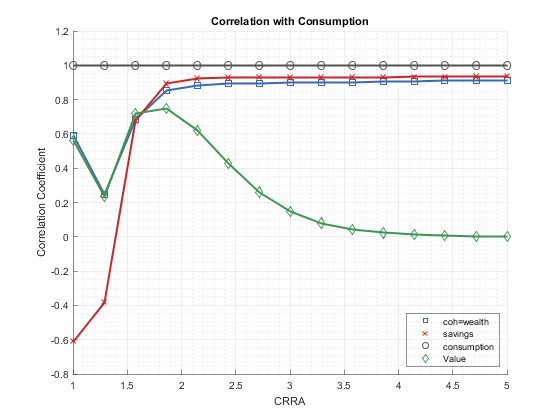 Correlation with Consumption
1.2
1
0.8
0.6
0.4
0.2
0
-0.2
-0.4
-0.6
-0.8
Correlation Coefficient
coh=wealth
savings
consumption
Value
1 1.5 2 2.5 3 3.5 4 4.5 5
CRRA